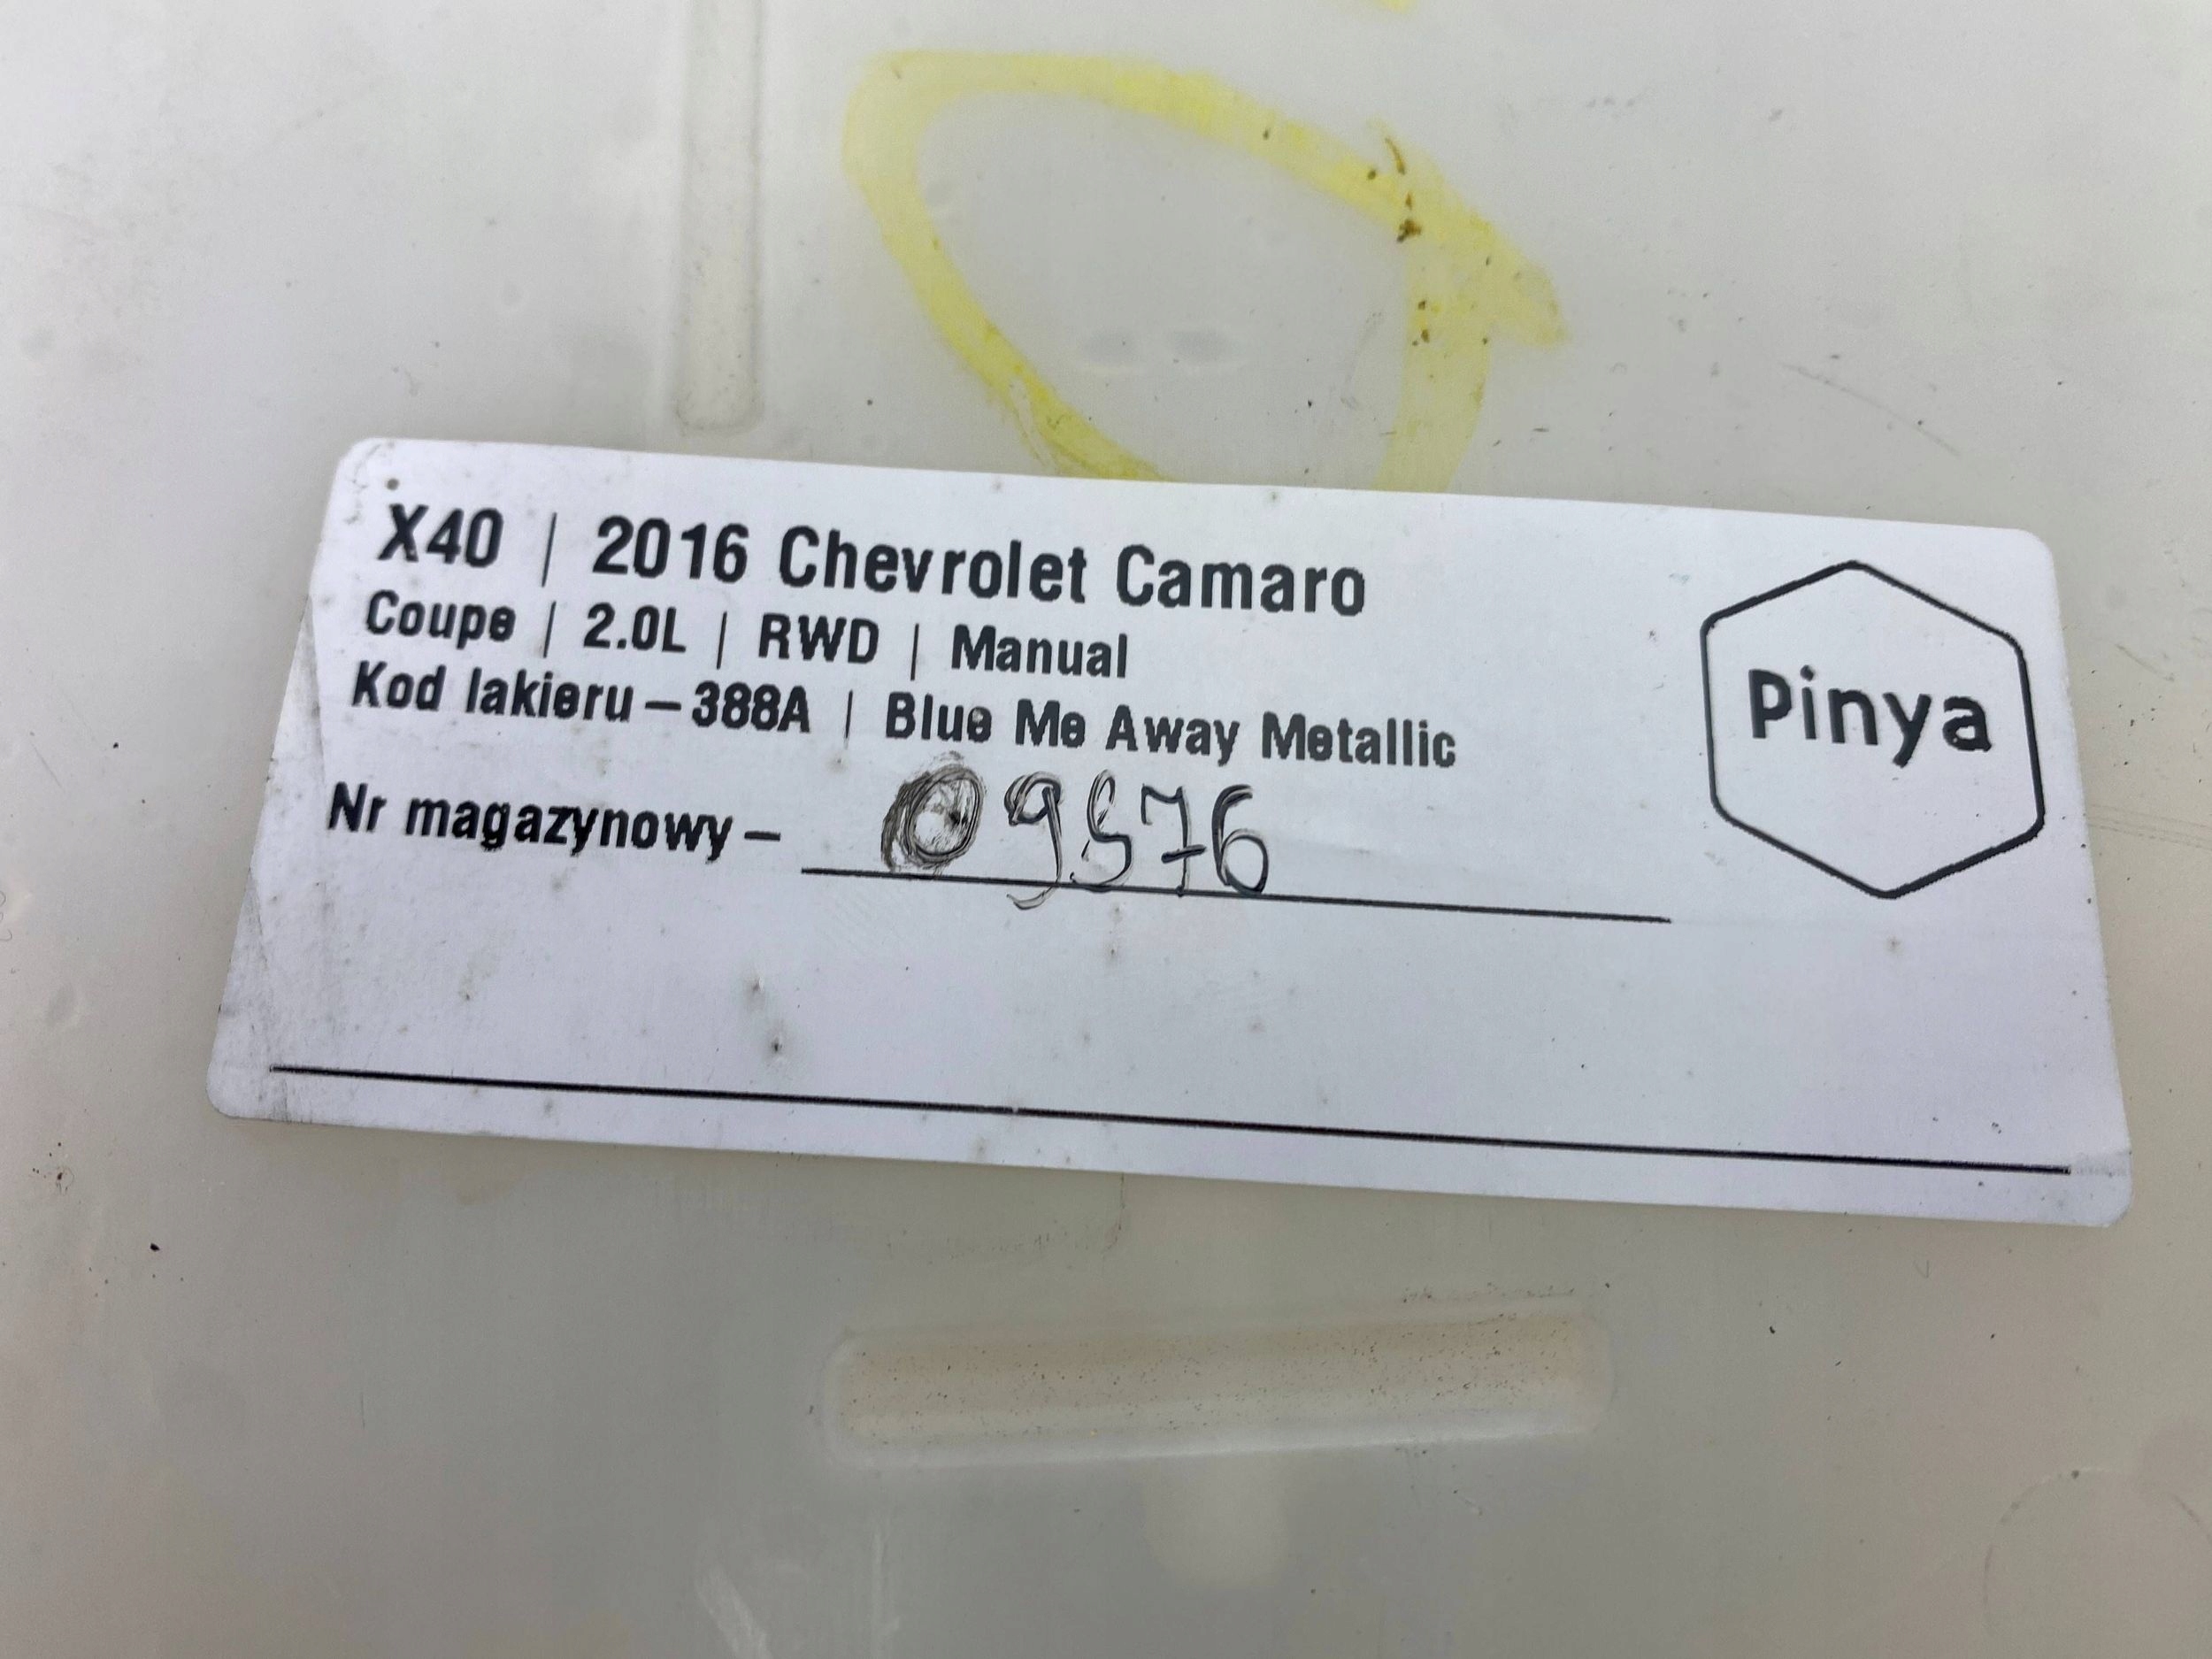 X40 | 2016 Chevrolet Camaro
Coupe | 2.0L | RWD | Manual
Kod lakieru – 388A | Blue Me Away Metallic
Nr magazynowy – 09576
Pinya